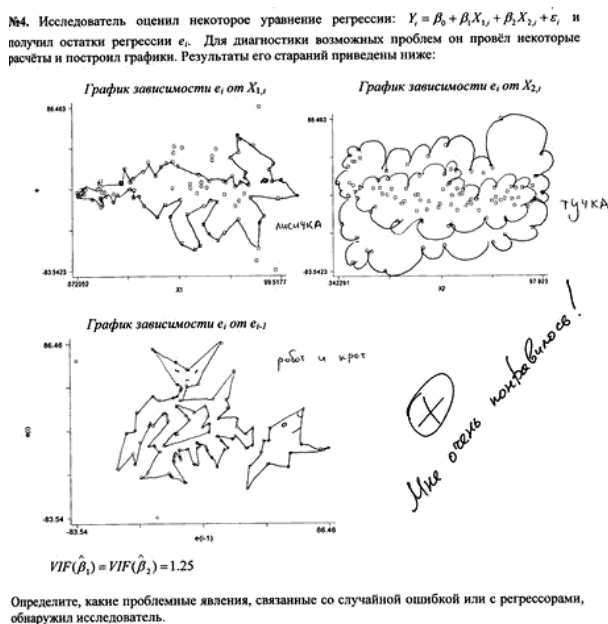 №4. Исследователь оценил некоторое уравнение регрессии: Yᵢ = β₀ + β₁X₁,ᵢ + β₂X₂,ᵢ + εᵢ и
получил остатки регрессии eᵢ. Для диагностики возможных проблем он провёл некоторые
расчёты и построил графики. Результаты его стараний приведены ниже:
График зависимости eᵢ от X₁,ᵢ
График зависимости eᵢ от X₂,ᵢ
86.460
86.460
e
лисичка
тучка
-83.5423
-83.5423
.672052
X1
99.5177
.342291
X2
97.923
График зависимости eᵢ от eᵢ₋₁
86.46
робот и крот
e(i)
-83.54
-83.54
e(i-1)
86.46
+
Мне очень понравилось!
VIF(β̂₁) = VIF(β̂₂) = 1.25
Определите, какие проблемные явления, связанные со случайной ошибкой или с регрессорами,
обнаружил исследователь.